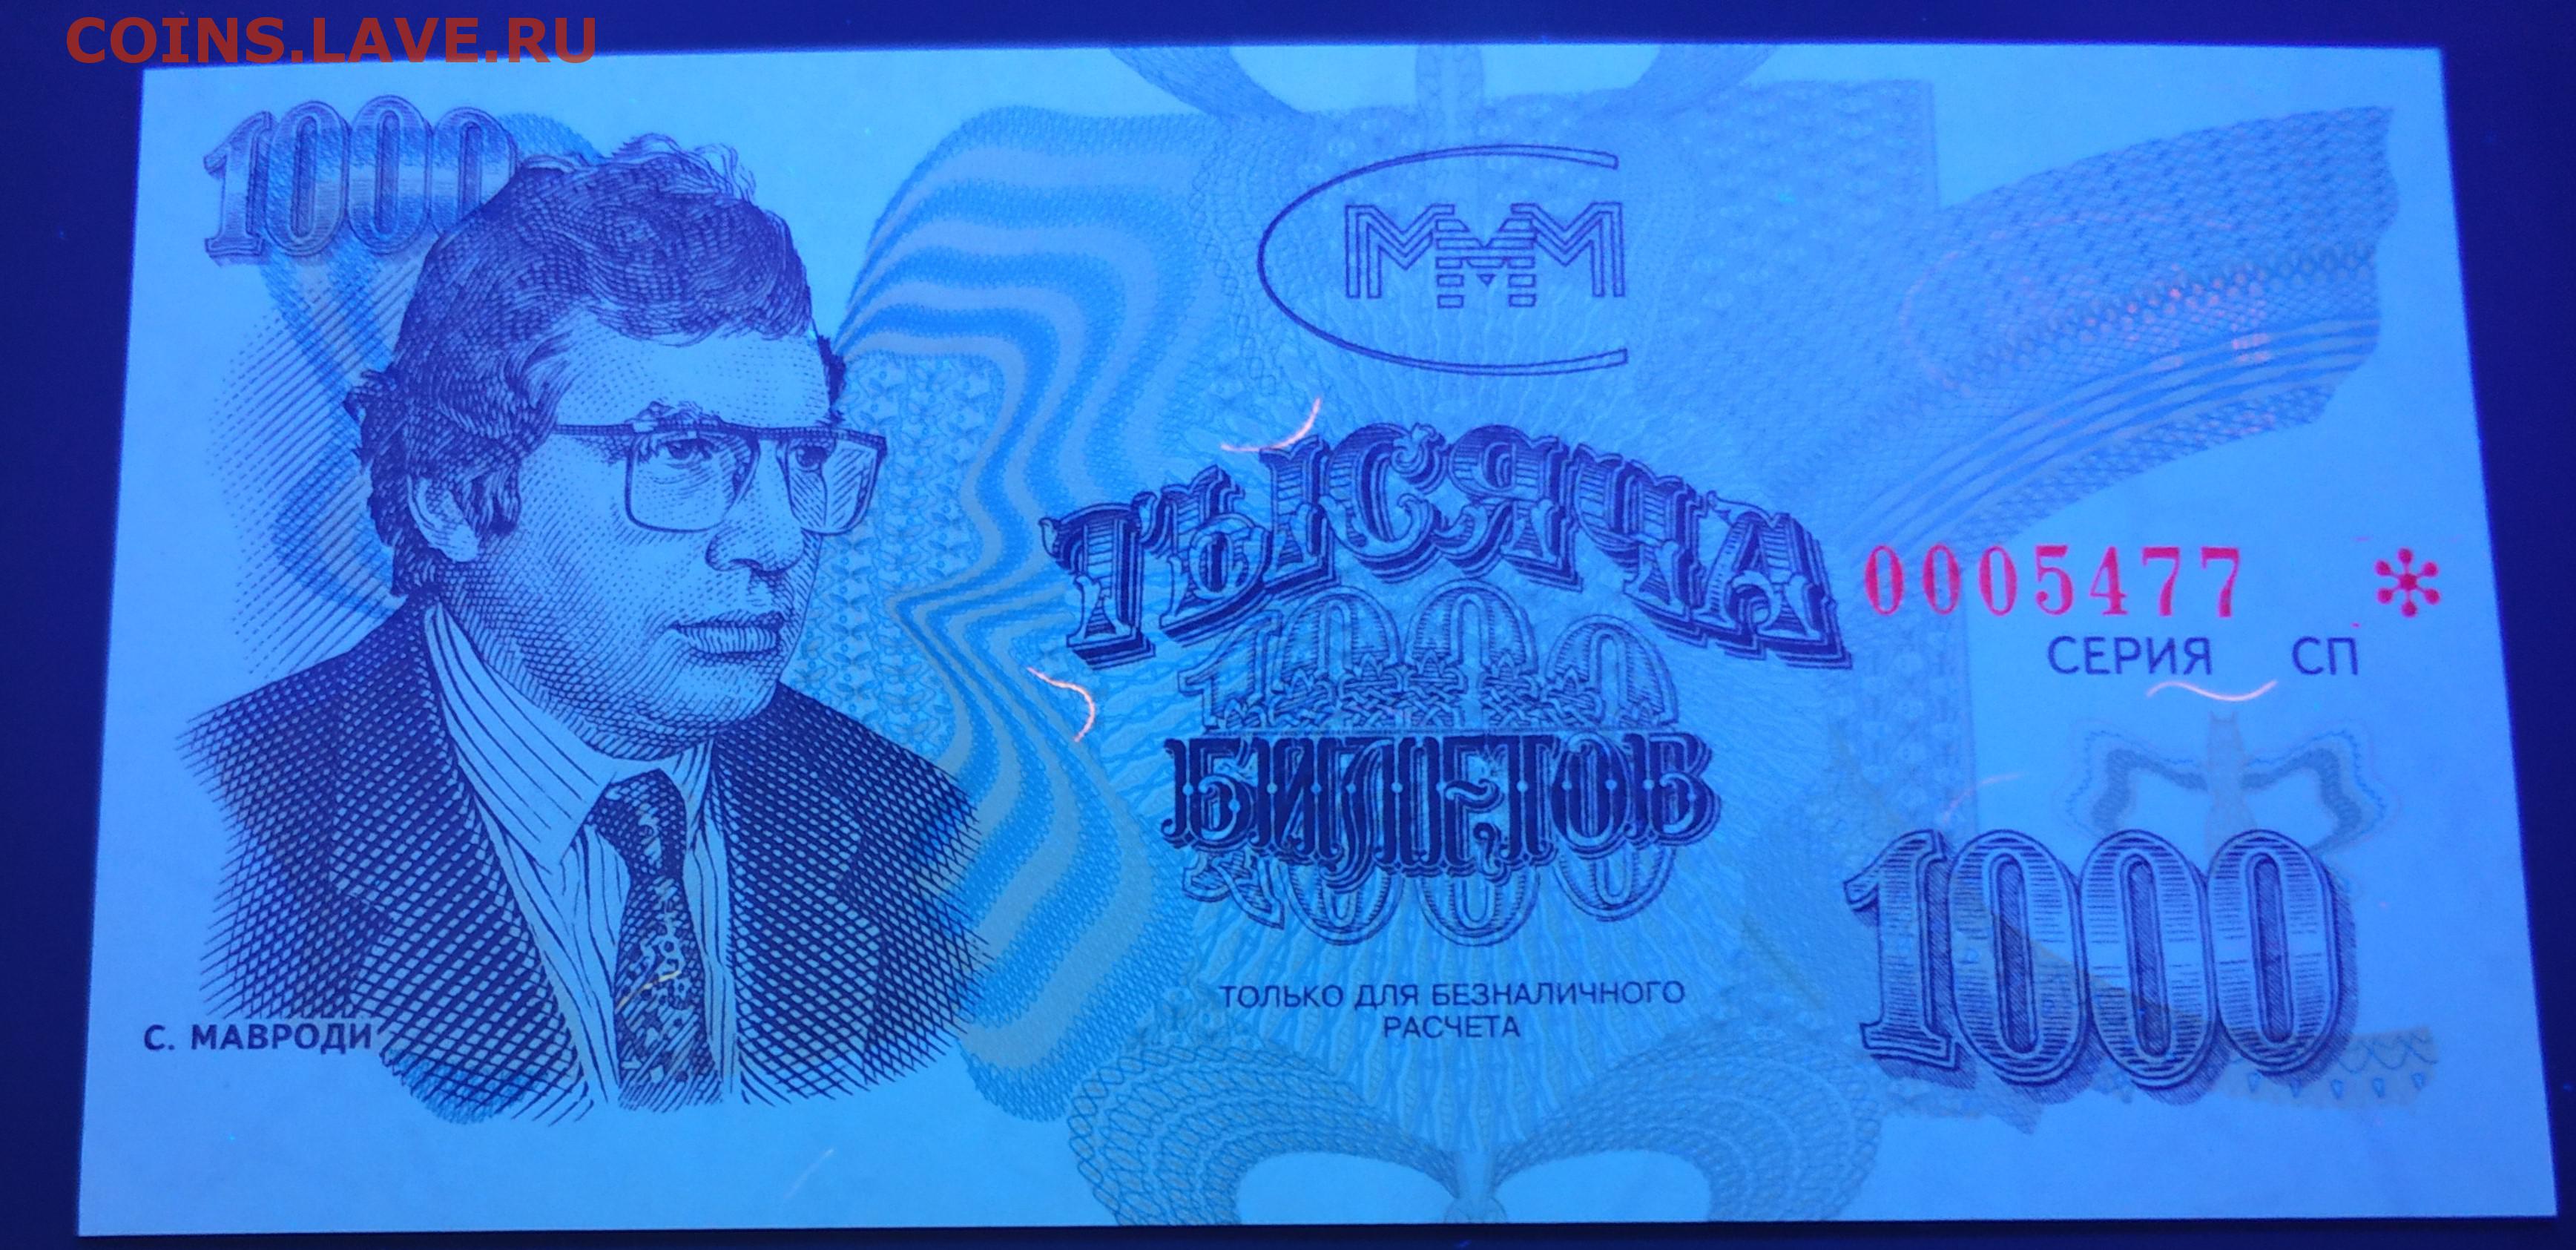 COINS.LAVE.RU
1000
МММ
ТЫСЯЧА
0005477 *
СЕРИЯ СП
1000
БИЛЕТОВ
1000
ТОЛЬКО ДЛЯ БЕЗНАЛИЧНОГО
РАСЧЕТА
С. МАВРОДИ